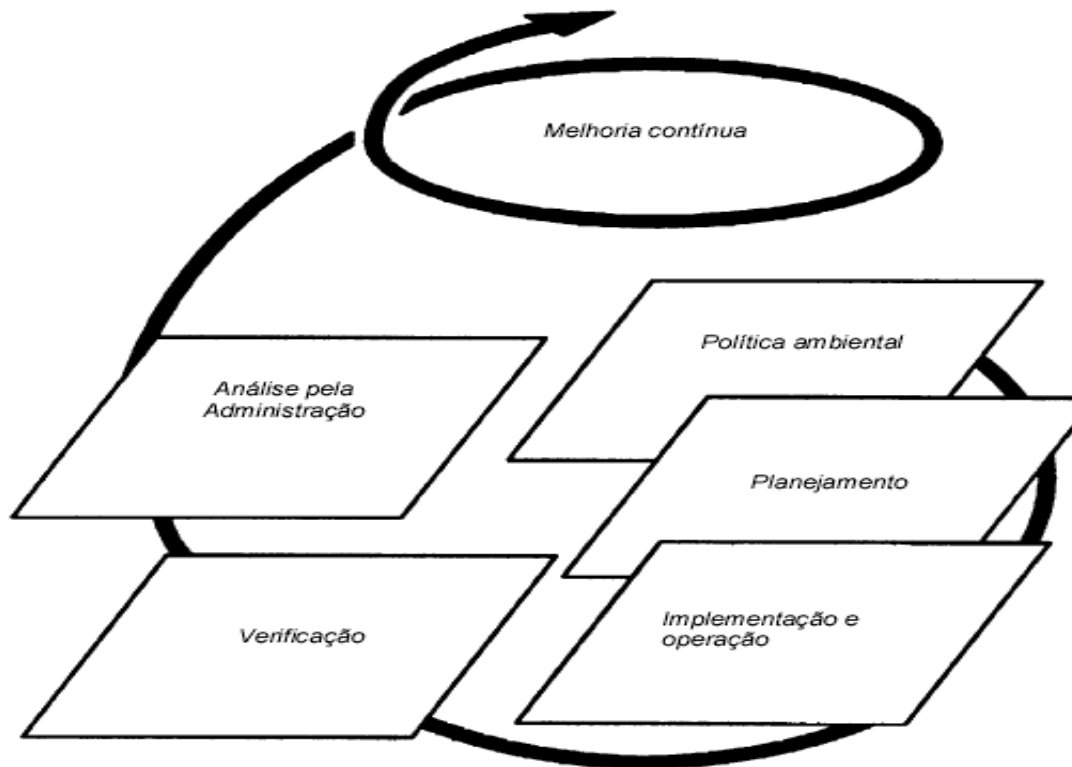 Melhoria contínua
Política ambiental
Análise pela
Administração
Planejamento
Verificação
Implementação e
operação